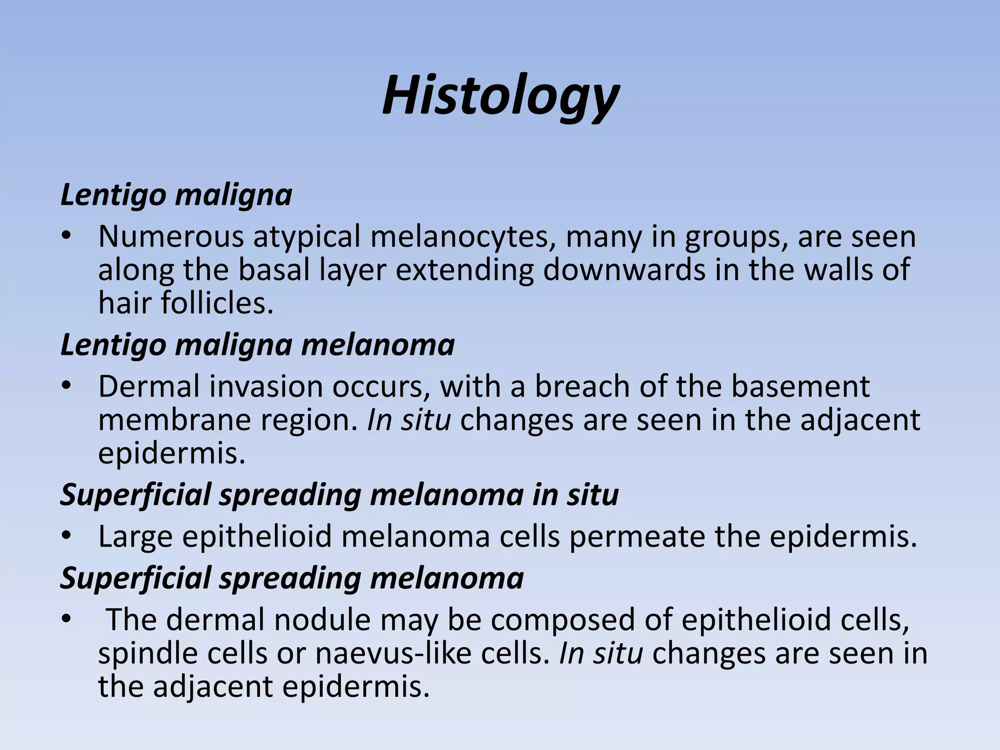 Histology
Lentigo maligna
• Numerous atypical melanocytes, many in groups, are seen
along the basal layer extending downwards in the walls of
hair follicles.
Lentigo maligna melanoma
• Dermal invasion occurs, with a breach of the basement
membrane region. In situ changes are seen in the adjacent
epidermis.
Superficial spreading melanoma in situ
• Large epithelioid melanoma cells permeate the epidermis.
Superficial spreading melanoma
• The dermal nodule may be composed of epithelioid cells,
spindle cells or naevus-like cells. In situ changes are seen in
the adjacent epidermis.